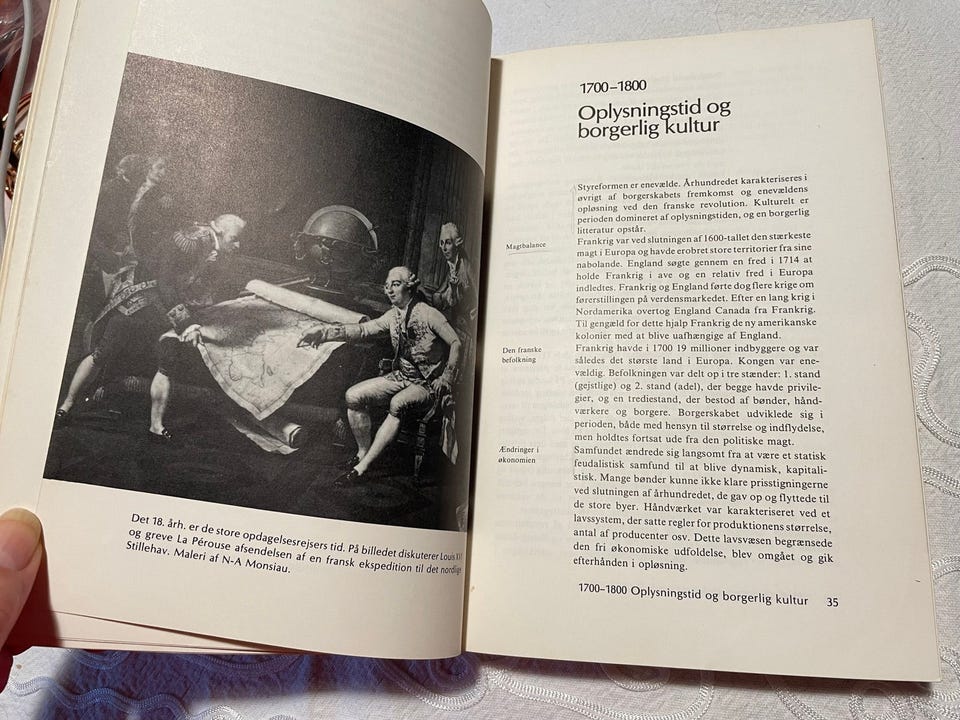 Det 18. årh. er de store opdagelsesrejsers tid. På billedet diskuterer Louis XVI
og greve La Pérouse afsendelsen af en fransk ekspedition til det nordlige
Stillehav. Maleri af N-A Monsiau.
1700–1800
Oplysningstid og
borgerlig kultur
Styreformen er enevælde. Århundredet karakteriseres i
øvrigt af borgerskabets fremkomst og enevældens
opløsning ved den franske revolution. Kulturelt er
perioden domineret af oplysningstiden, og en borgerlig
litteratur opstår.
Magtbalance
Frankrig var ved slutningen af 1600-tallet den stærkeste
magt i Europa og havde erobret store territorier fra sine
nabolande. England søgte gennem en fred i 1714 at
holde Frankrig i ave og en relativ fred i Europa
indledtes. Frankrig og England førte dog flere krige om
førerstillingen på verdensmarkedet. Efter en lang krig i
Nordamerika overtog England Canada fra Frankrig.
Til gengæld for dette hjalp Frankrig de ny amerikanske
kolonier med at blive uafhængige af England.
Den franske
befolkning
Frankrig havde i 1700 19 millioner indbyggere og var
således det største land i Europa. Kongen var ene-
vældig. Befolkningen var delt op i tre stænder: 1. stand
(gejstlige) og 2. stand (adel), der begge havde privile-
gier, og en trediestand, der bestod af bønder, hånd-
værkere og borgere. Borgerskabet udviklede sig i
perioden, både med hensyn til størrelse og indflydelse,
men holdtes fortsat ude fra den politiske magt.
Ændringer i
økonomien
Samfundet ændrede sig langsomt fra at være et statisk
feudalistisk samfund til at blive dynamisk, kapitali-
stisk. Mange bønder kunne ikke klare prisstigningerne
ved slutningen af århundredet, de gav op og flyttede til
de store byer. Håndværket var karakteriseret ved et
lavssystem, der satte regler for produktionens størrelse,
antal af producenter osv. Dette lavsvæsen begrænsede
den fri økonomiske udfoldelse, blev omgået og gik
efterhånden i opløsning.
1700–1800 Oplysningstid og borgerlig kultur 35